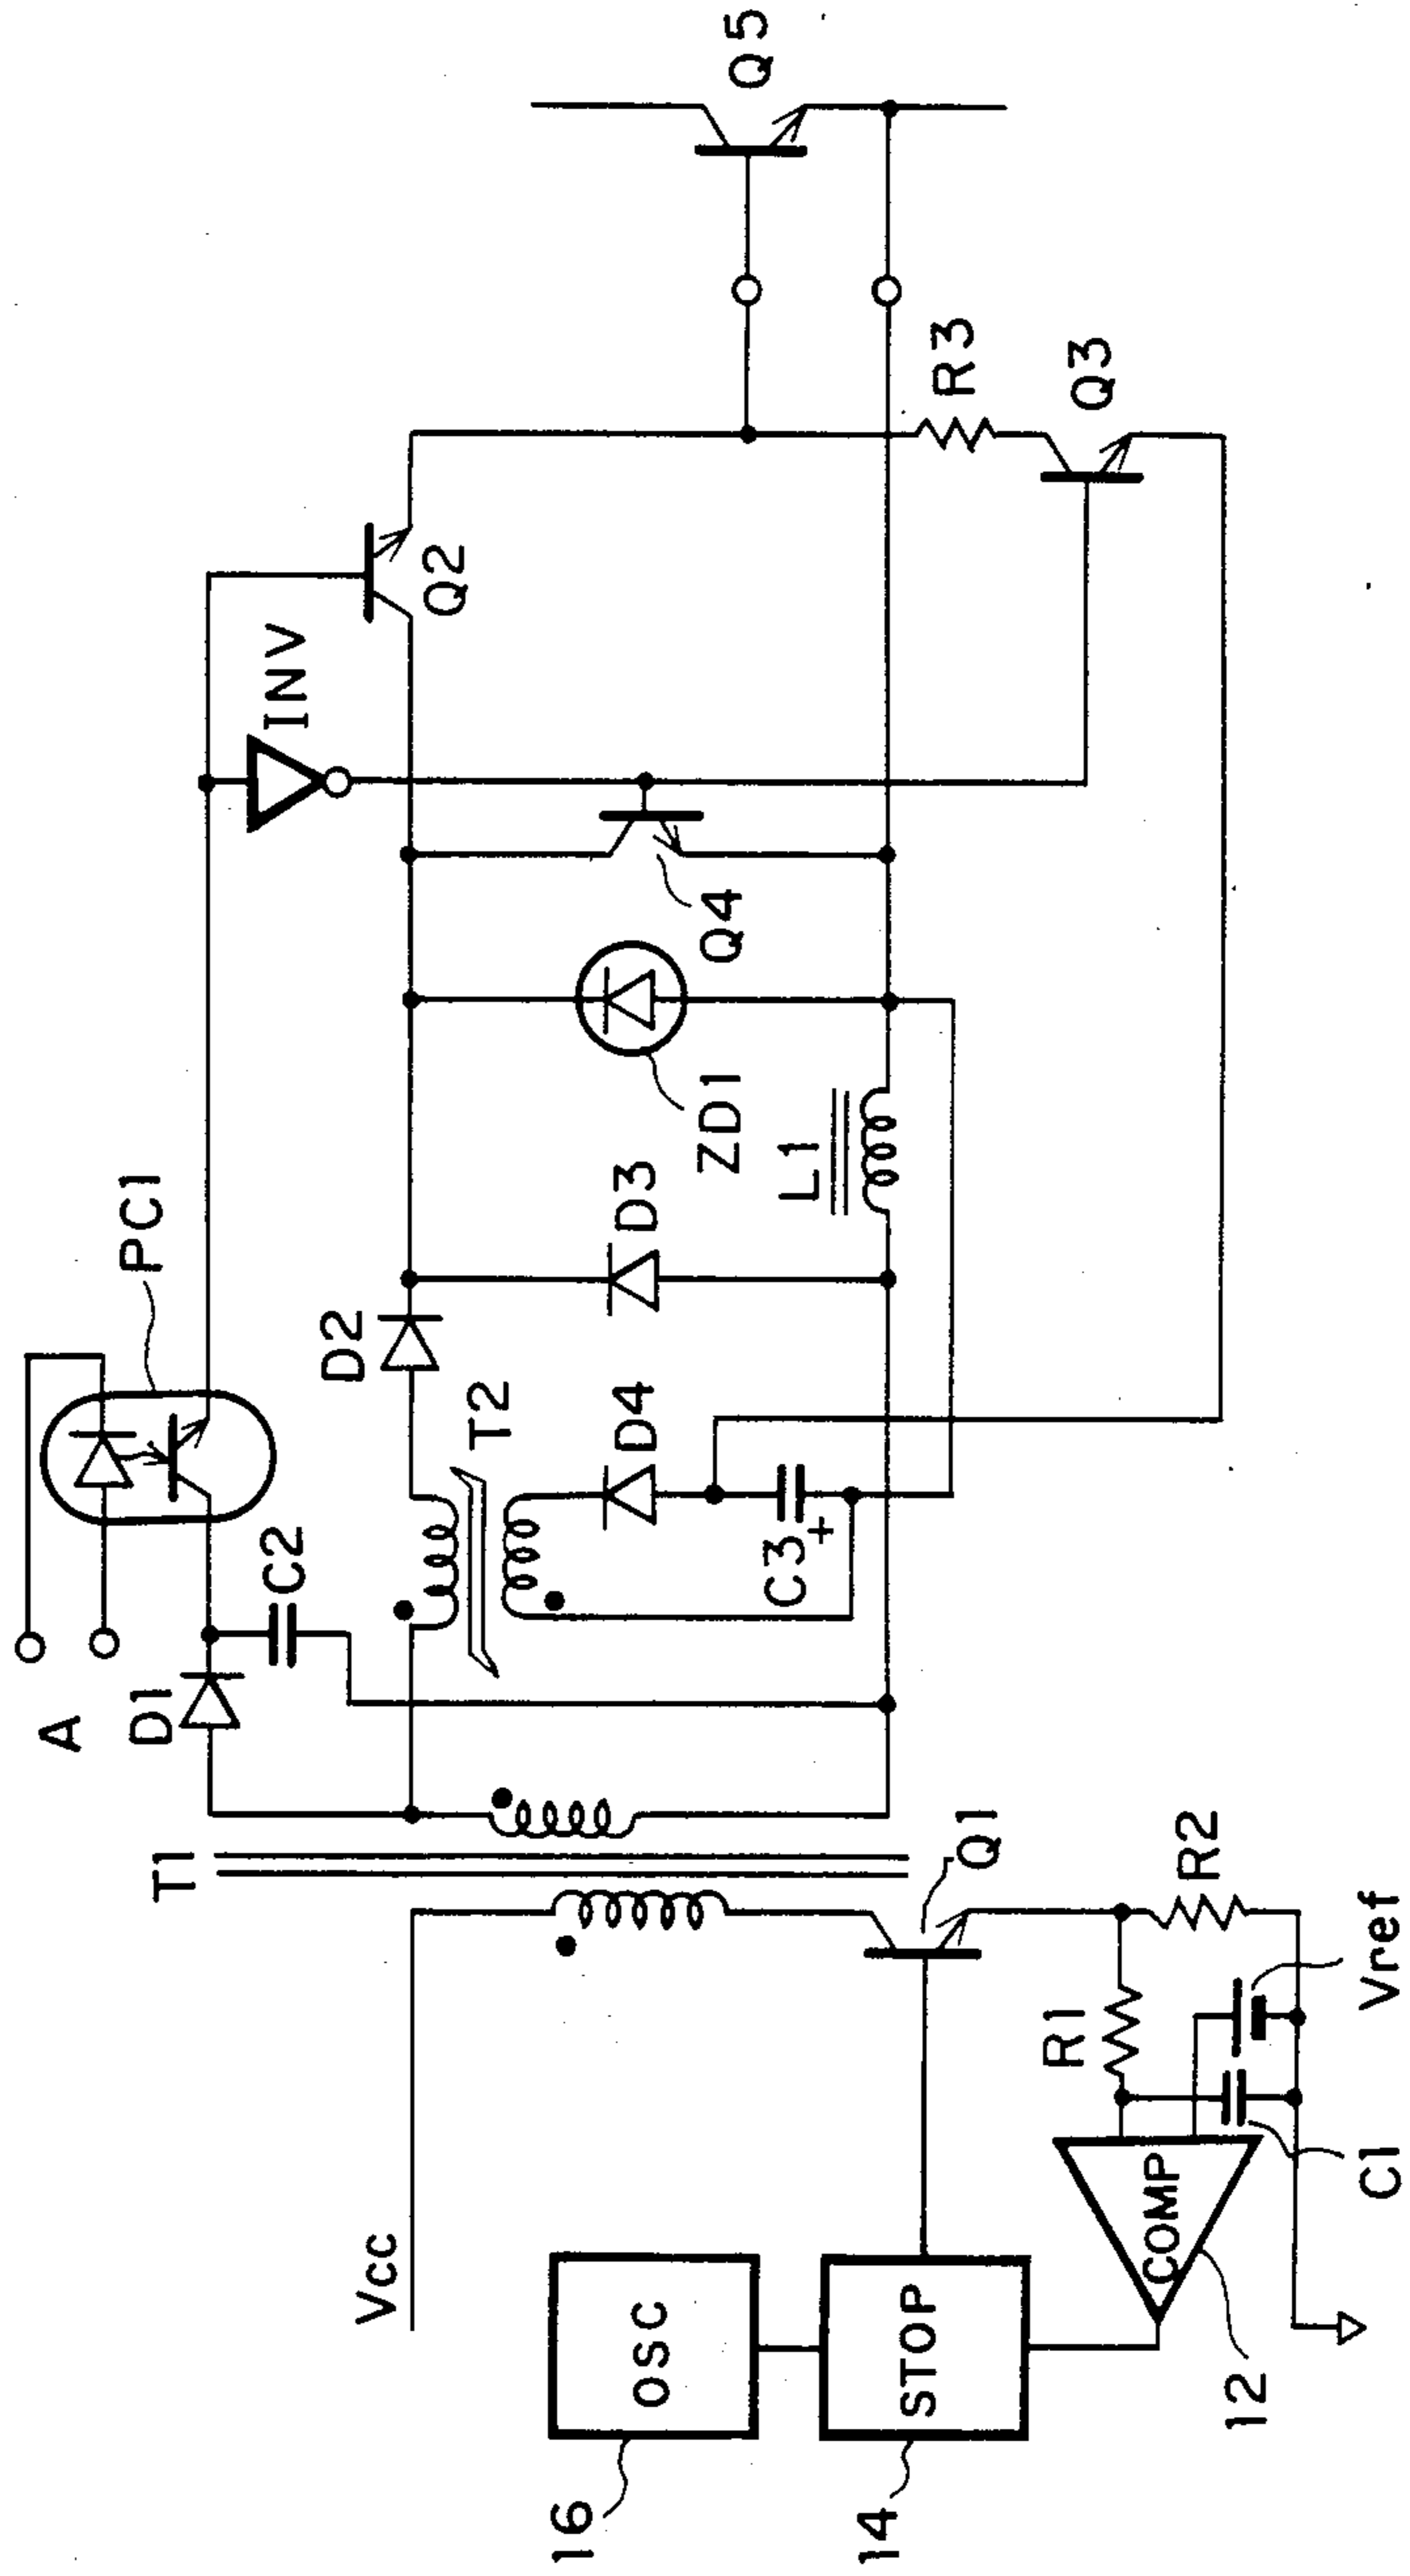 A
PC1
D1
C2
D2
INV
Q2
T1
T2
D4
D3
ZD1
Q4
Q5
C3
+
L1
R3
Q3
Vcc
Q1
OSC
16
STOP
14
COMP
12
R1
R2
C1
Vref